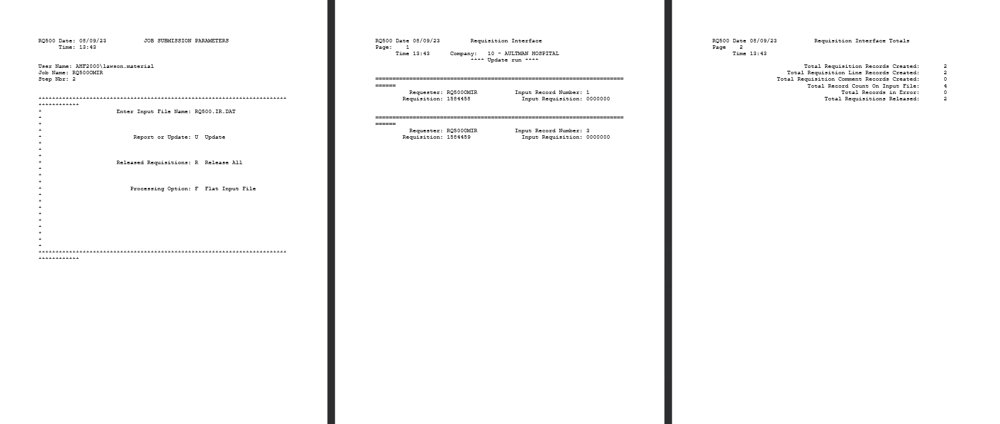 RQ500 Date: 08/09/23 JOB SUBMISSION PARAMETERS
Time: 13:43
User Name: AHF2000\lawson.material
Job Name: RQ500OMIR
Step Nbr: 2
*************************************************************************
************
* Enter Input File Name: RQ500.IR.DAT
*
*
*
* Report or Update: U Update
*
*
*
* Released Requisitions: R Release All
*
*
*
* Processing Option: F Flat Input File
*
*
*
*
*
*
*
*
*
*************************************************************************
************
RQ500 Date 08/09/23 Requisition Interface
Page: 1
Time 13:43 Company: 10 - AULTMAN HOSPITAL
**** Update run ****
=========================================================================
======
Requester: RQ500OMIR Input Record Number: 1
Requisition: 1584458 Input Requisition: 0000000
=========================================================================
======
Requester: RQ500OMIR Input Record Number: 3
Requisition: 1584459 Input Requisition: 0000000
RQ500 Date 08/09/23 Requisition Interface Totals
Page 2
Time 13:43
Total Requisition Records Created: 2
Total Requisition Line Records Created: 2
Total Requisition Comment Records Created: 0
Total Record Count On Input File: 4
Total Records in Error: 0
Total Requisitions Released: 2